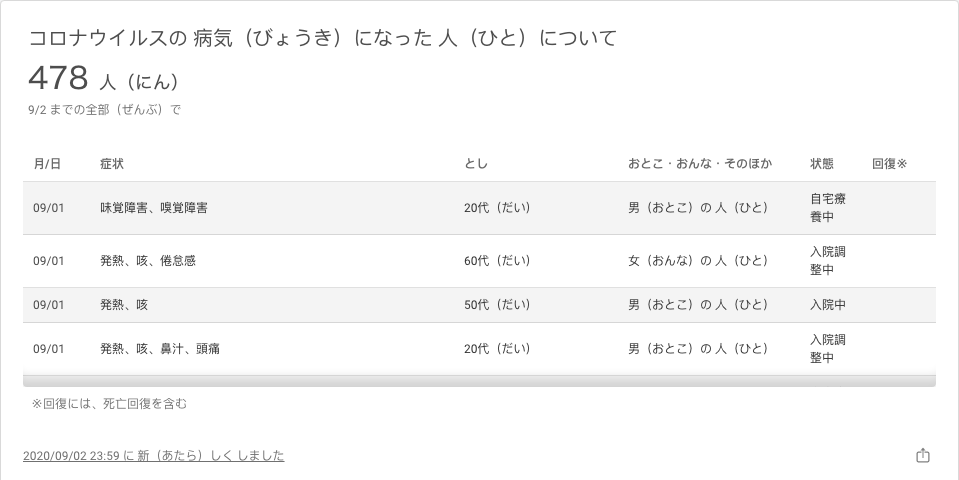 コロナウイルスの 病気（びょうき）になった 人（ひと）について
478 人（にん）
9/2 までの全部（ぜんぶ）で
月/日 症状 とし おとこ・おんな・そのほか 状態 回復※
09/01 味覚障害、嗅覚障害 20代（だい） 男（おとこ）の 人（ひと） 自宅療
養中
09/01 発熱、咳、倦怠感 60代（だい） 女（おんな）の 人（ひと） 入院調
整中
09/01 発熱、咳 50代（だい） 男（おとこ）の 人（ひと） 入院中
09/01 発熱、咳、鼻汁、頭痛 20代（だい） 男（おとこ）の 人（ひと） 入院調
整中
※回復には、死亡回復を含む
2020/09/02 23:59 に 新（あたら）しく しました